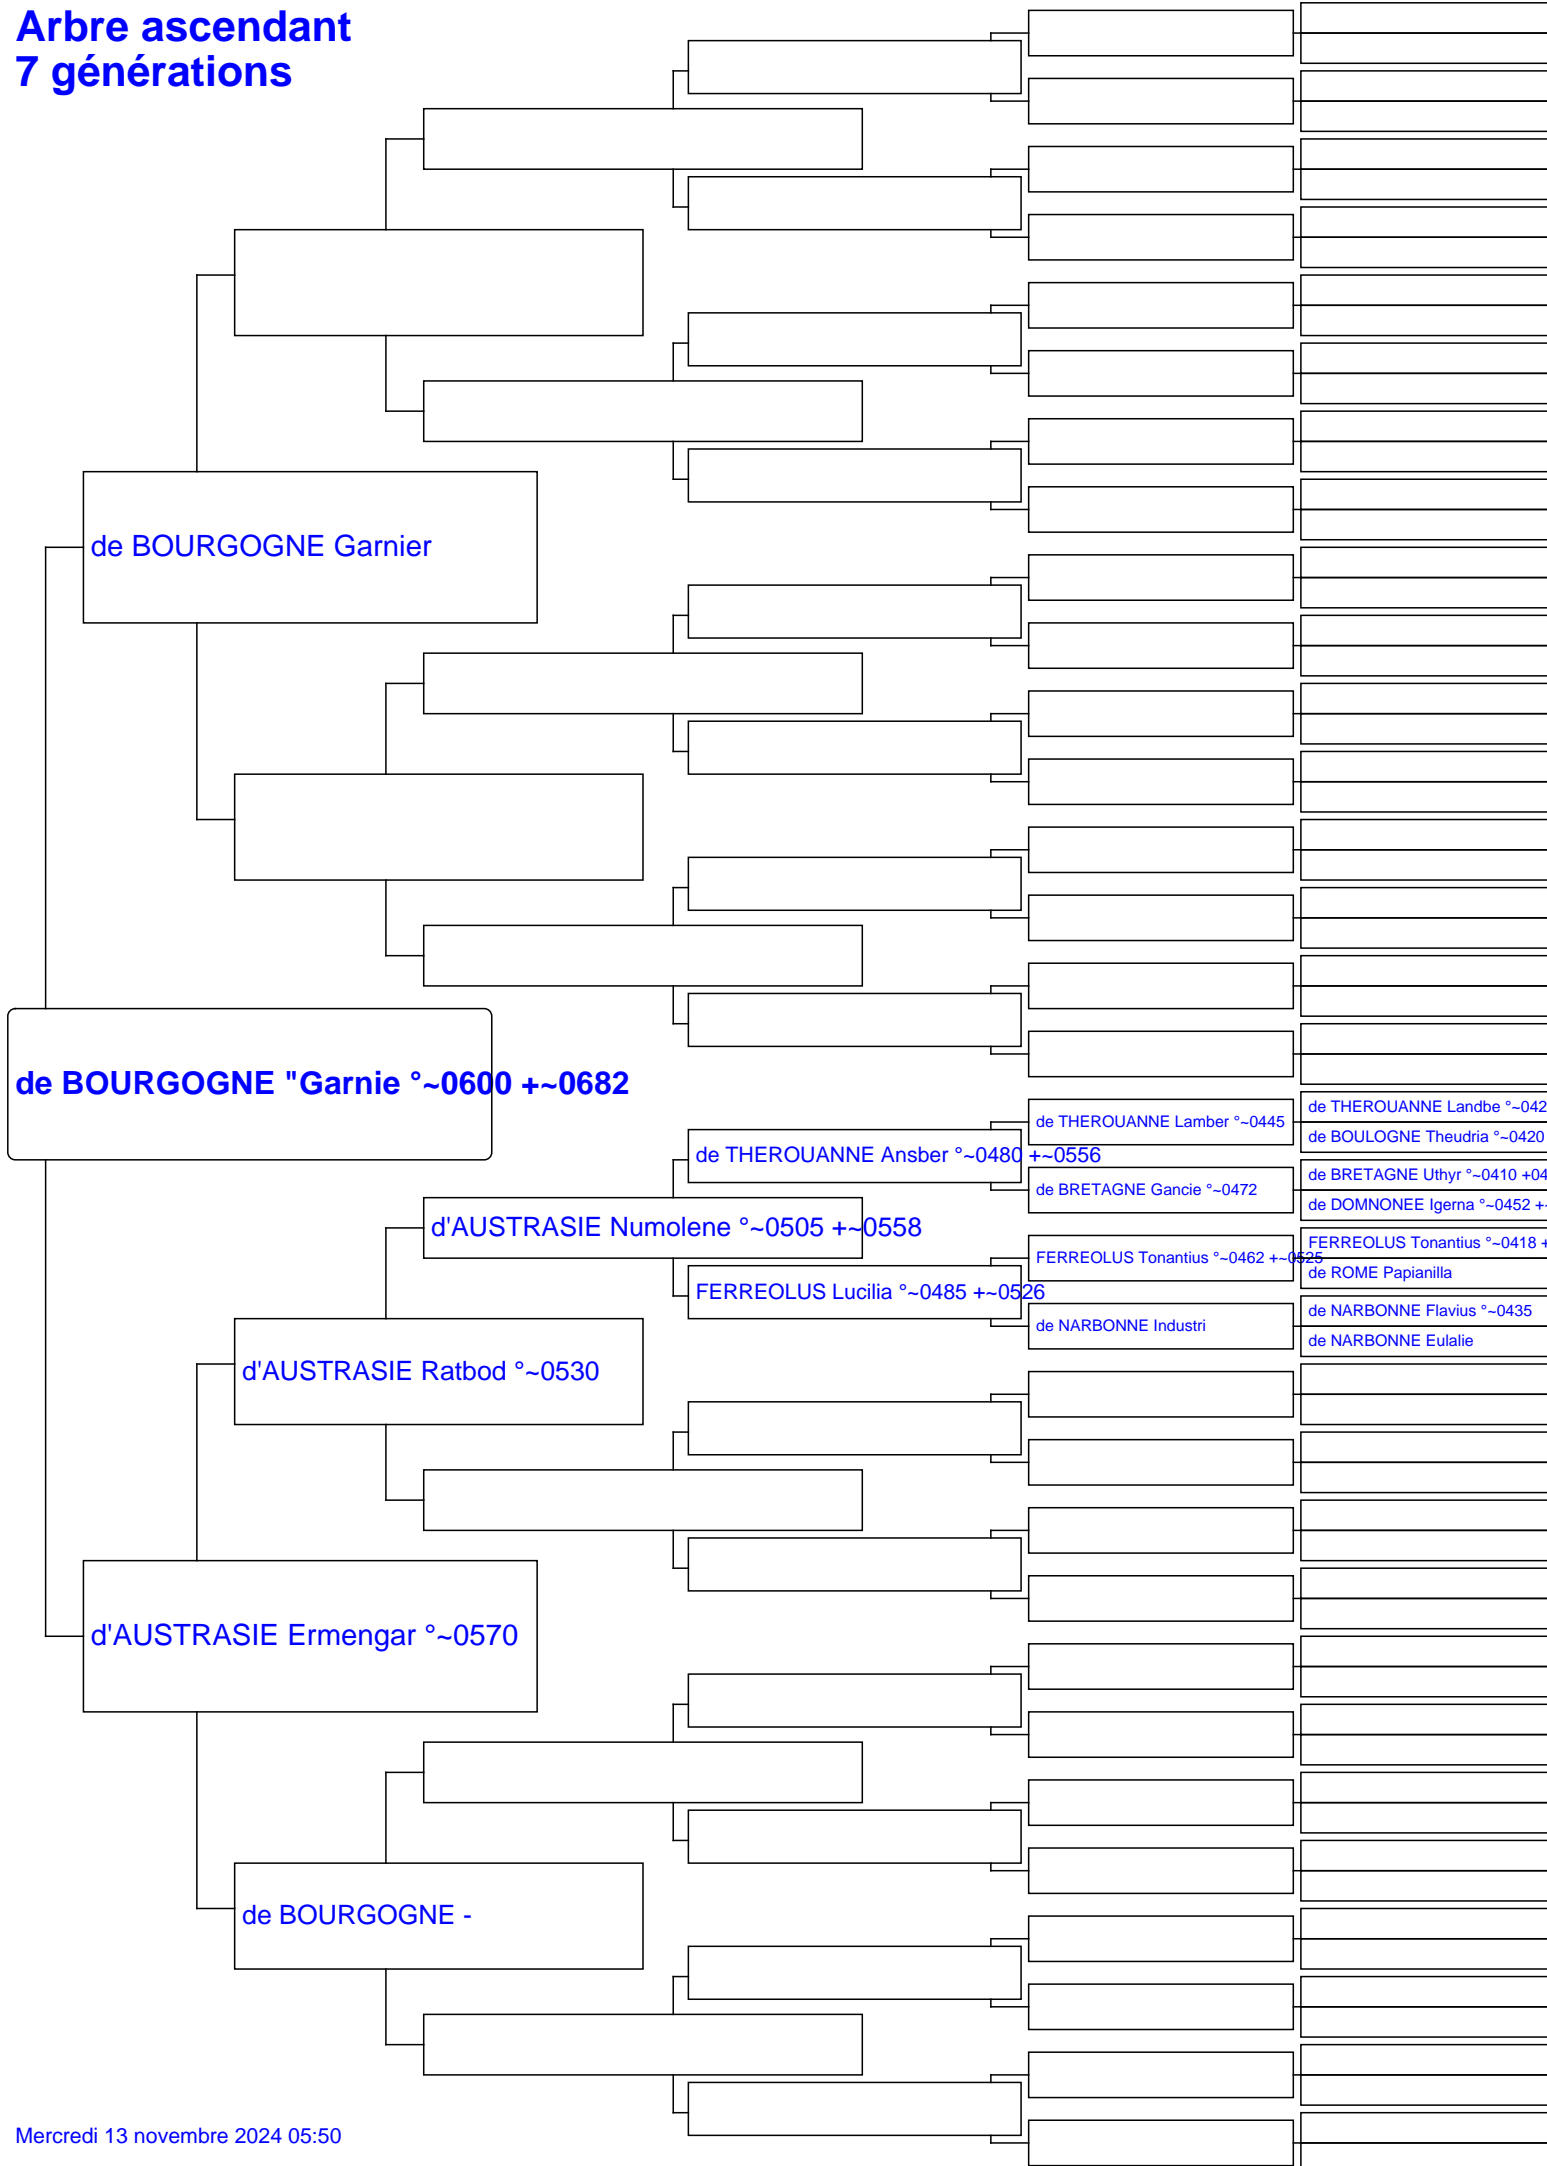 Arbre ascendant
7 générations
de BOURGOGNE Garnier
de BOURGOGNE "Garnie °~0600 +~0682
de THEROUANNE Landbe °~042
de THEROUANNE Lamber °~0445
de BOULOGNE Theudria °~0420
de THEROUANNE Ansber °~0480 +~0556
de BRETAGNE Uthyr °~0410 +04
de BRETAGNE Gancie °~0472
de DOMNONEE Igerna °~0452 +~
d'AUSTRASIE Numolene °~0505 +~0558
FERREOLUS Tonantius °~0418 +
FERREOLUS Tonantius °~0462 +~0525
de ROME Papianilla
FERREOLUS Lucilia °~0485 +~0526
de NARBONNE Flavius °~0435
de NARBONNE Industri
de NARBONNE Eulalie
d'AUSTRASIE Ratbod °~0530
d'AUSTRASIE Ermengar °~0570
de BOURGOGNE -
Mercredi 13 novembre 2024 05:50